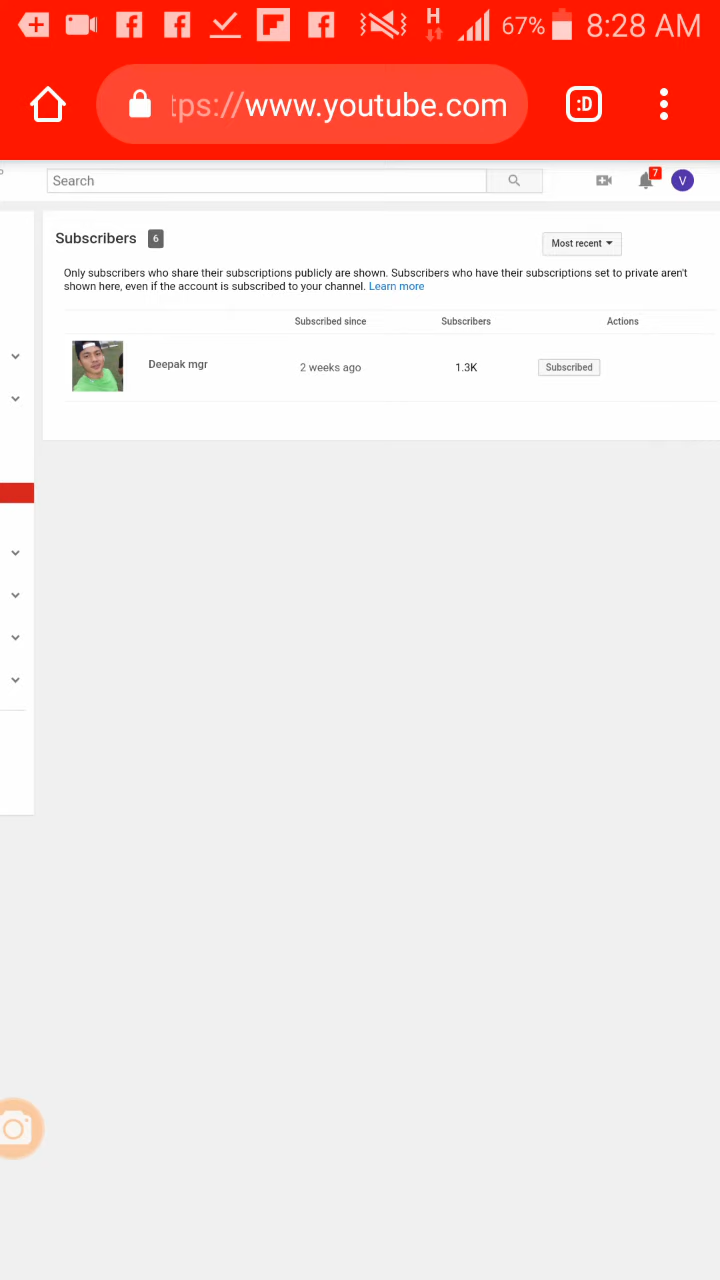 H 67% 8:28 AM
tps://www.youtube.com :D
Search 7 V
Subscribers 6
Most recent
Only subscribers who share their subscriptions publicly are shown. Subscribers who have their subscriptions set to private aren't
shown here, even if the account is subscribed to your channel. Learn more
Subscribed since Subscribers Actions
Deepak mgr 2 weeks ago 1.3K Subscribed